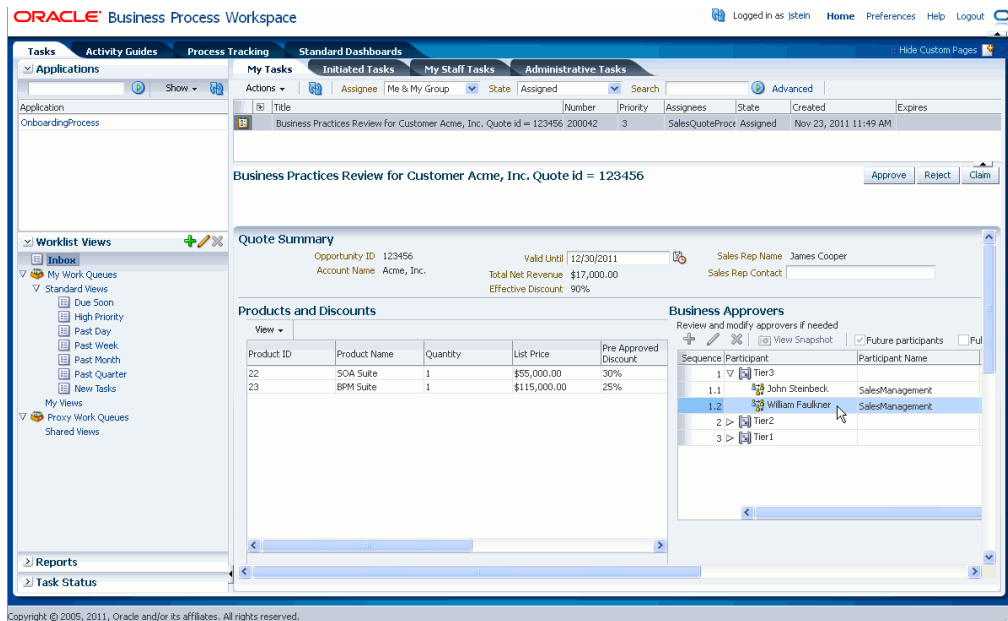 ORACLE Business Process Workspace
Logged in as jstein Home Preferences Help Logout
Tasks Activity Guides Process Tracking Standard Dashboards
Hide Custom Pages
Applications
Show
Application
OnboardingProcess
My Tasks Initiated Tasks My Staff Tasks Administrative Tasks
Actions Assignee Me & My Group State Assigned Search Advanced
Title Number Priority Assignees State Created Expires
Business Practices Review for Customer Acme, Inc. Quote id = 123456 200042 3 SalesQuoteProce Assigned Nov 23, 2011 11:49 AM
Business Practices Review for Customer Acme, Inc. Quote id = 123456
Approve Reject Claim
Worklist Views
Inbox
My Work Queues
Standard Views
Due Soon
High Priority
Past Day
Past Week
Past Month
Past Quarter
New Tasks
My Views
Proxy Work Queues
Shared Views
Reports
Task Status
Quote Summary
Opportunity ID 123456
Account Name Acme, Inc.
Valid Until 12/30/2011
Total Net Revenue $17,000.00
Effective Discount 90%
Sales Rep Name James Cooper
Sales Rep Contact
Products and Discounts
View
Product ID Product Name Quantity List Price Pre Approved Discount
22 SOA Suite 1 $55,000.00 30%
23 BPM Suite 1 $115,000.00 25%
Business Approvers
Review and modify approvers if needed
View Snapshot Future participants Ful
Sequence Participant Participant Name
1 Tier3
1.1 John Steinbeck SalesManagement
1.2 William Faulkner SalesManagement
2 Tier2
3 Tier1
Copyright © 2005, 2011, Oracle and/or its affiliates. All rights reserved.